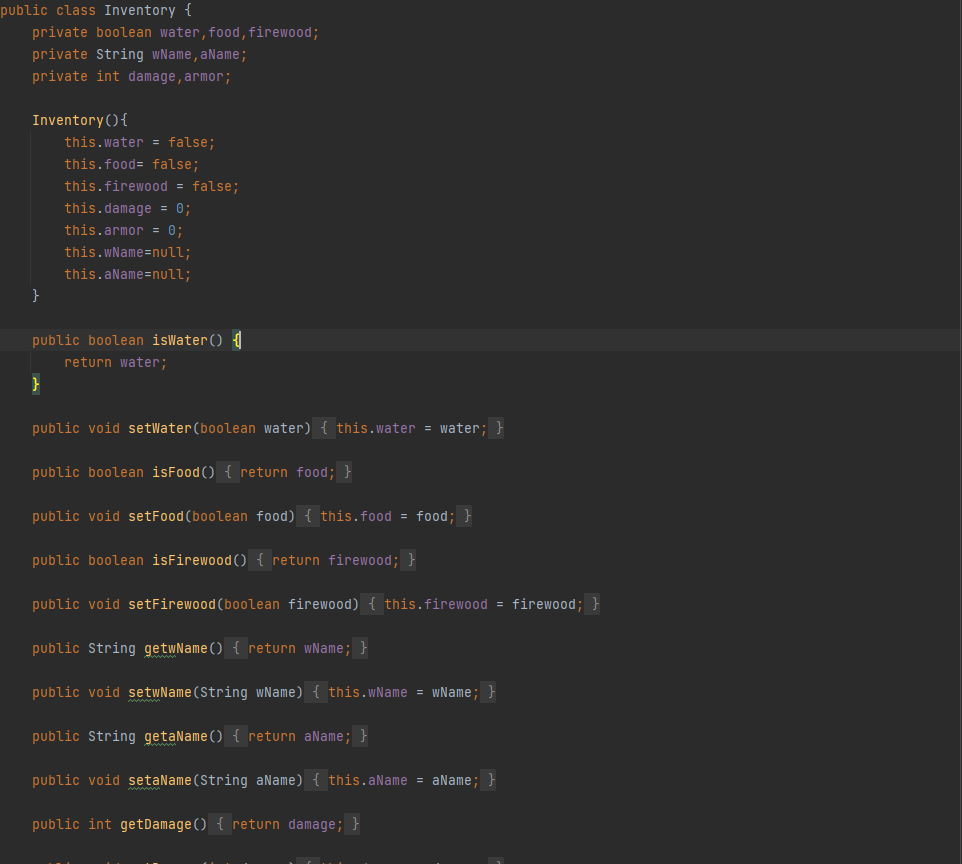 public class Inventory {
    private boolean water,food,firewood;
    private String wName,aName;
    private int damage,armor;
    Inventory(){
        this.water = false;
        this.food= false;
        this.firewood = false;
        this.damage = 0;
        this.armor = 0;
        this.wName=null;
        this.aName=null;
    }
    public boolean isWater() {
        return water;
    }
    public void setWater(boolean water) { this.water = water; }
    public boolean isFood() { return food; }
    public void setFood(boolean food) { this.food = food; }
    public boolean isFirewood() { return firewood; }
    public void setFirewood(boolean firewood) { this.firewood = firewood; }
    public String getwName() { return wName; }
    public void setwName(String wName) { this.wName = wName; }
    public String getaName() { return aName; }
    public void setaName(String aName) { this.aName = aName; }
    public int getDamage() { return damage; }